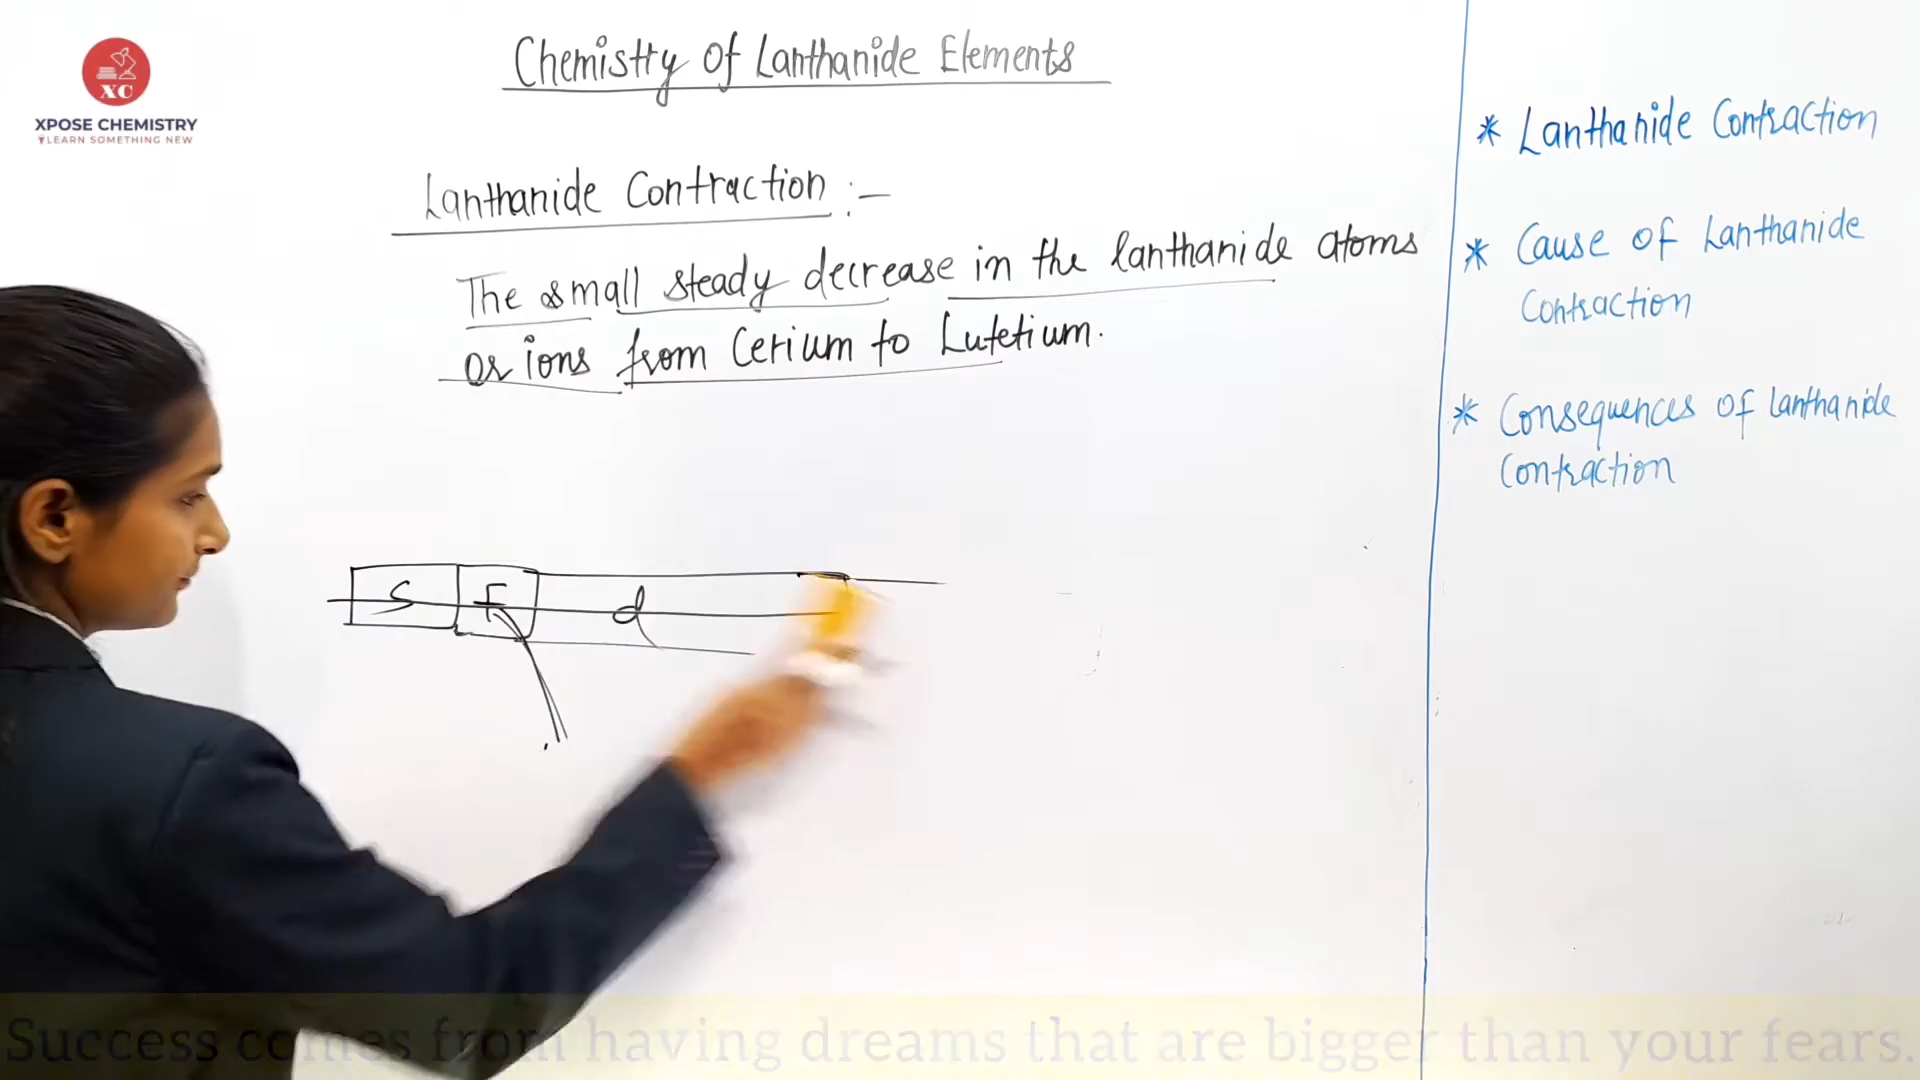 XC
XPOSE CHEMISTRY
LEARN SOMETHING NEW
Chemistry Of Lanthanide Elements
Lanthanide Contraction :-
The small steady decrease in the lanthanide atoms
or ions from Cerium to Lutetium.
S F d
* Lanthanide Contraction
* Cause of Lanthanide
Contraction
* Consequences of lanthanide
Contraction
Success comes from having dreams that are bigger than your fears.